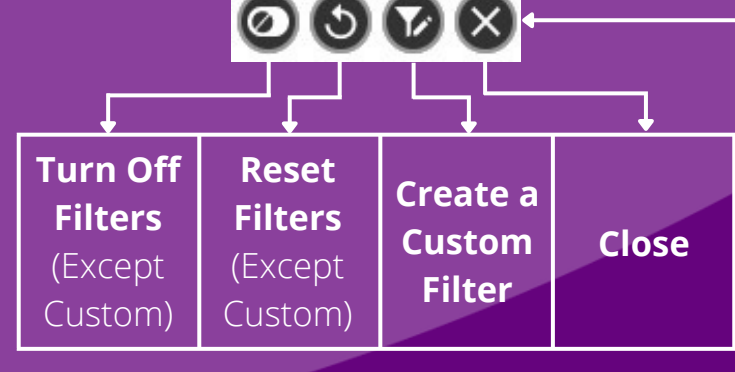 Turn Off
Filters
(Except
Custom)
Reset
Filters
(Except
Custom)
Create a
Custom
Filter
Close